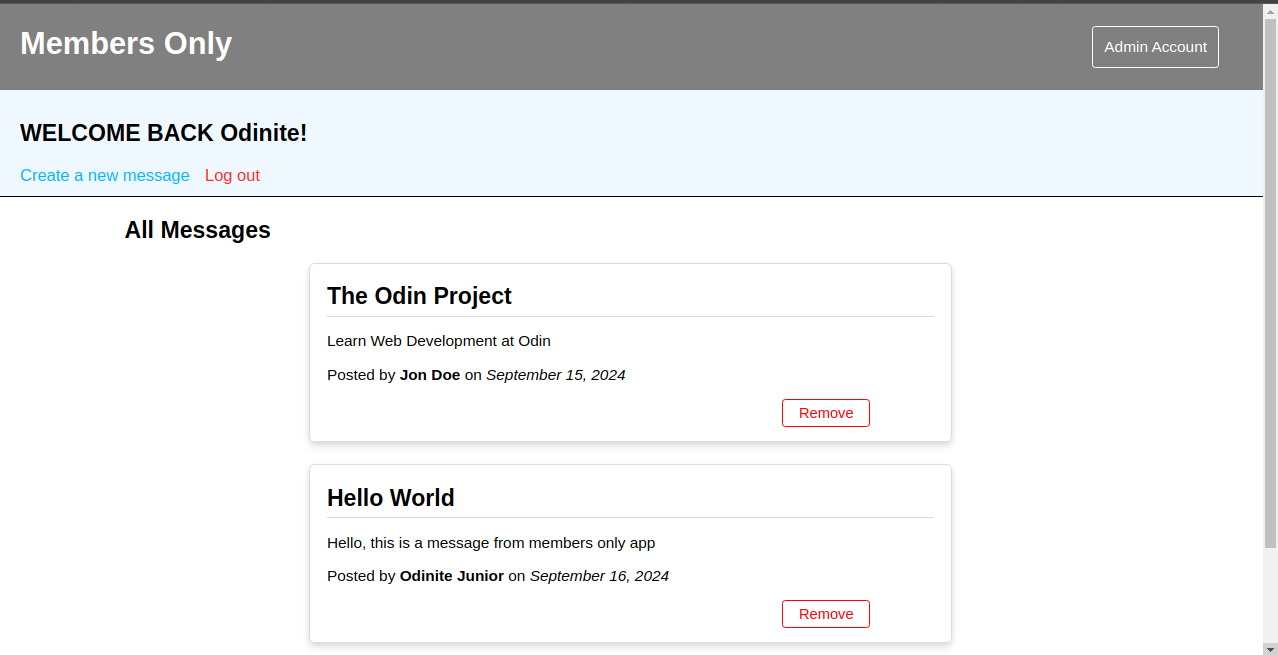 Members Only
Admin Account
WELCOME BACK Odinite!
Create a new message Log out
All Messages
The Odin Project
Learn Web Development at Odin
Posted by Jon Doe on September 15, 2024
Remove
Hello World
Hello, this is a message from members only app
Posted by Odinite Junior on September 16, 2024
Remove